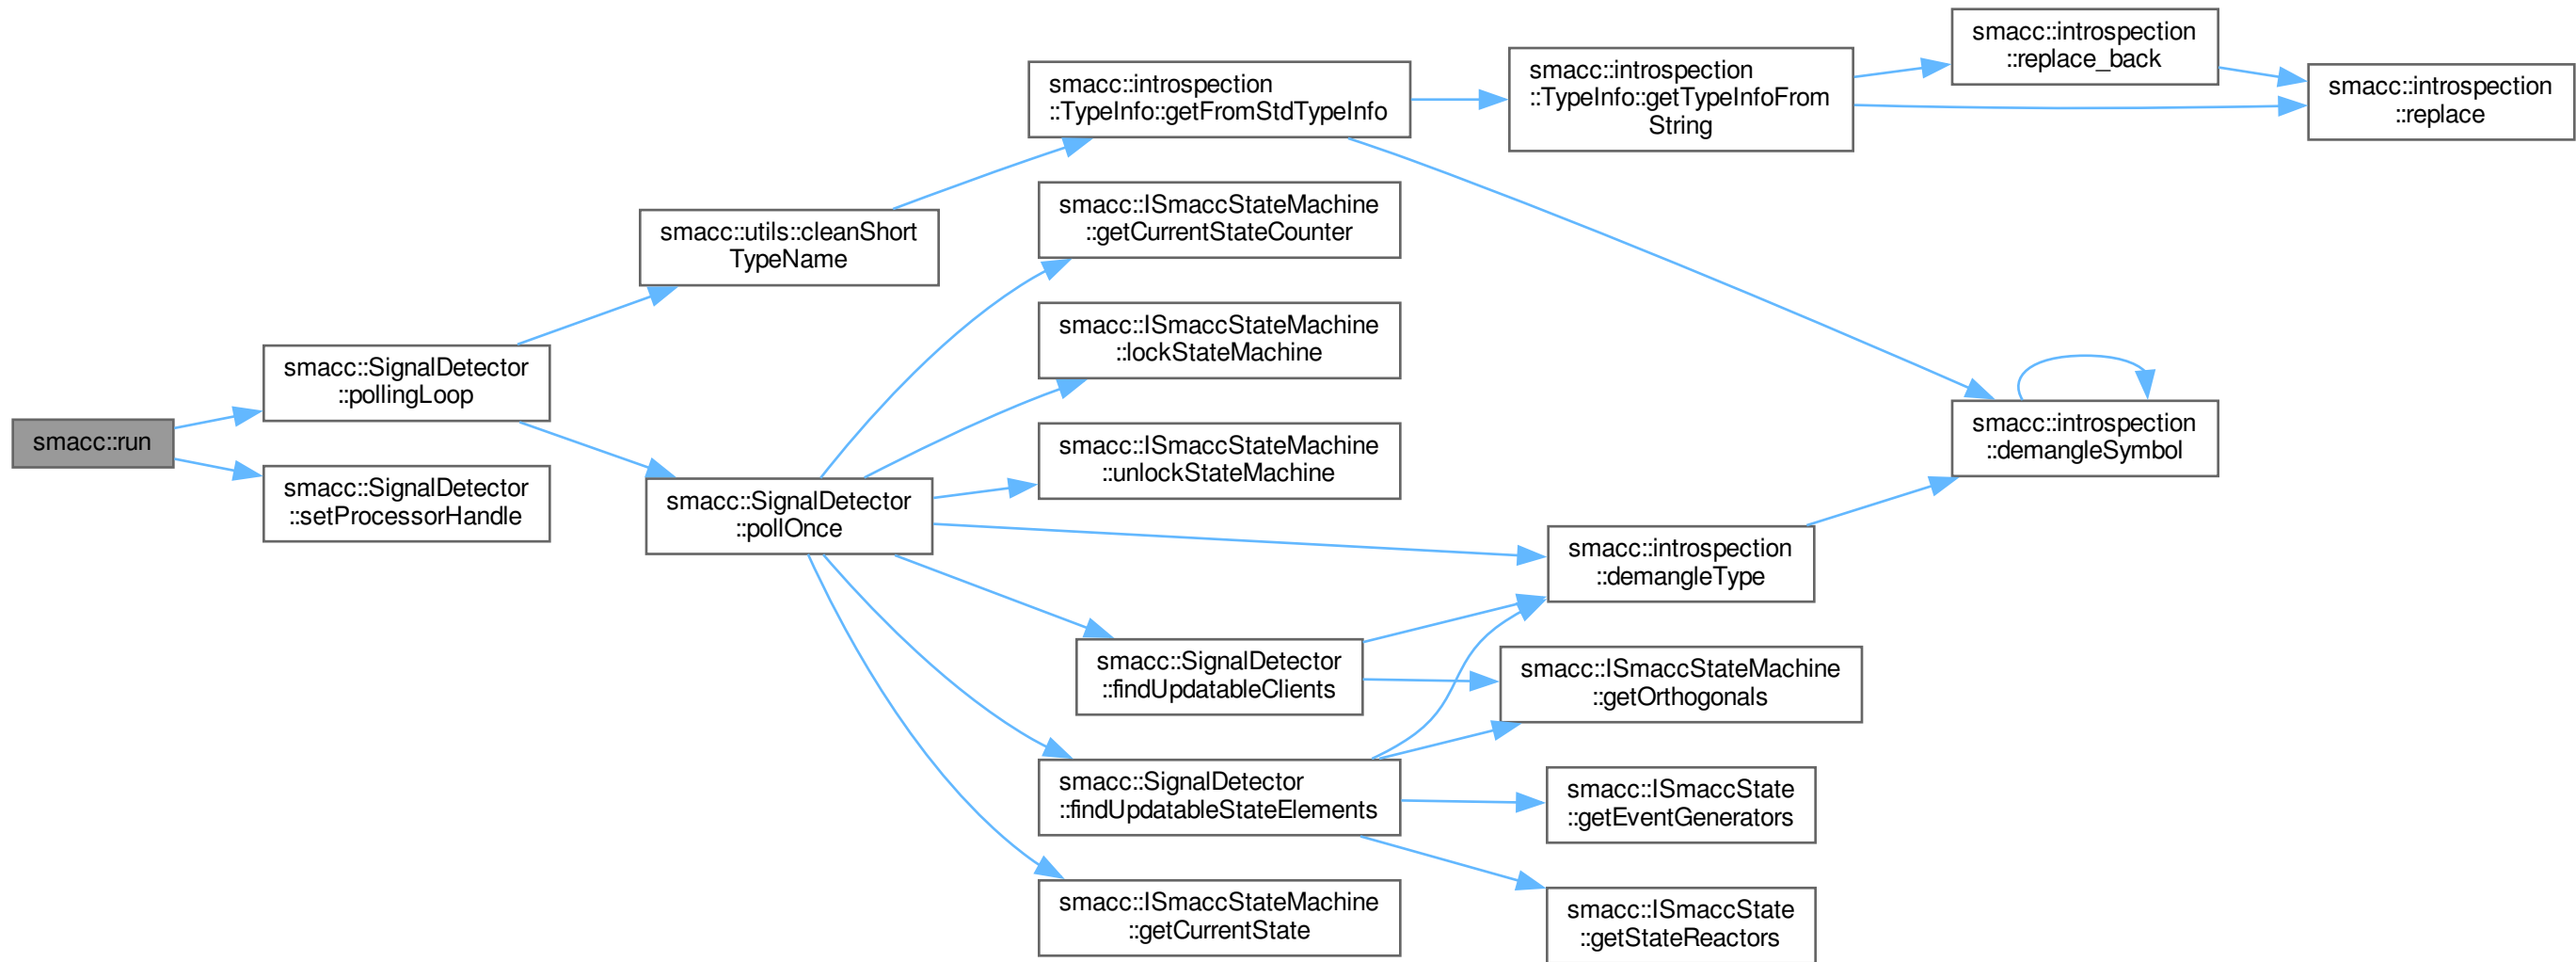 smacc::run
smacc::SignalDetector
::pollingLoop
smacc::SignalDetector
::setProcessorHandle
smacc::utils::cleanShort
TypeName
smacc::SignalDetector
::pollOnce
smacc::introspection
::TypeInfo::getFromStdTypeInfo
smacc::ISmaccStateMachine
::getCurrentStateCounter
smacc::ISmaccStateMachine
::lockStateMachine
smacc::ISmaccStateMachine
::unlockStateMachine
smacc::SignalDetector
::findUpdatableClients
smacc::SignalDetector
::findUpdatableStateElements
smacc::ISmaccStateMachine
::getCurrentState
smacc::introspection
::TypeInfo::getTypeInfoFrom
String
smacc::introspection
::demangleType
smacc::ISmaccStateMachine
::getOrthogonals
smacc::ISmaccState
::getEventGenerators
smacc::ISmaccState
::getStateReactors
smacc::introspection
::replace_back
smacc::introspection
::demangleSymbol
smacc::introspection
::replace